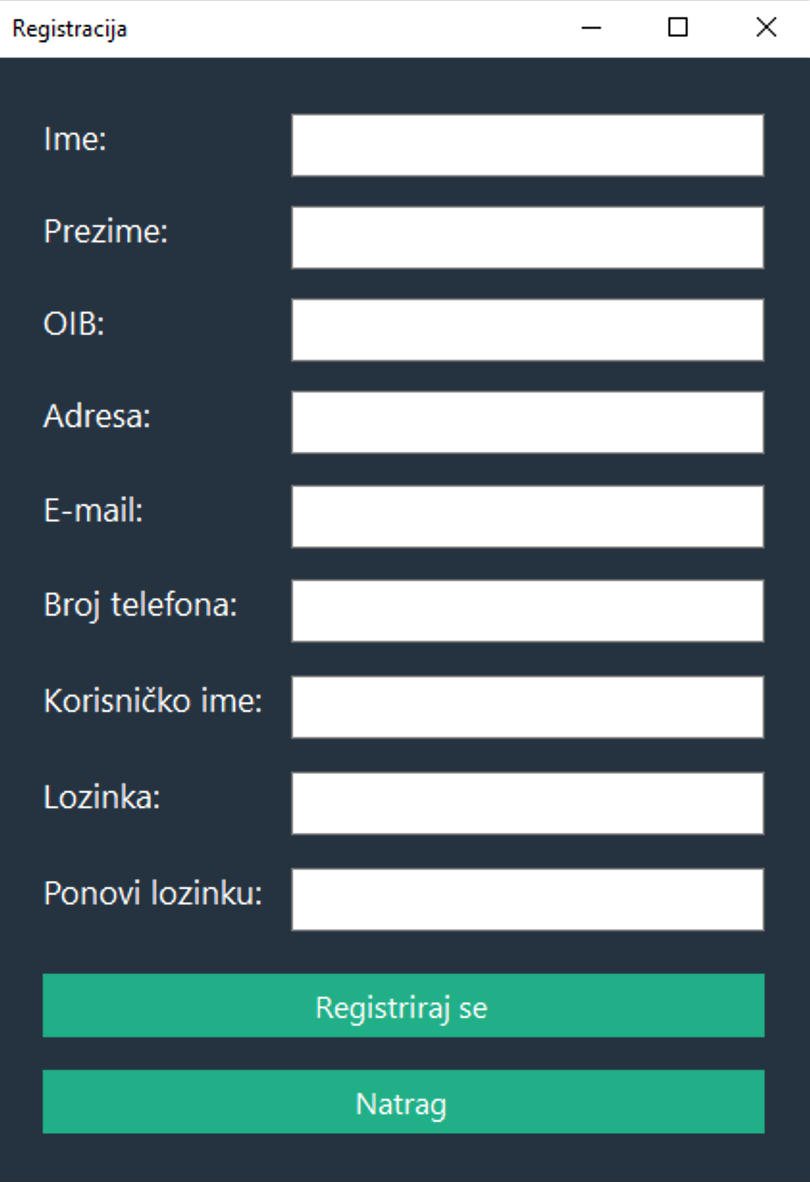 Registracija
Ime:
Prezime:
OIB:
Adresa:
E-mail:
Broj telefona:
Korisničko ime:
Lozinka:
Ponovi lozinku:
Registriraj se
Natrag